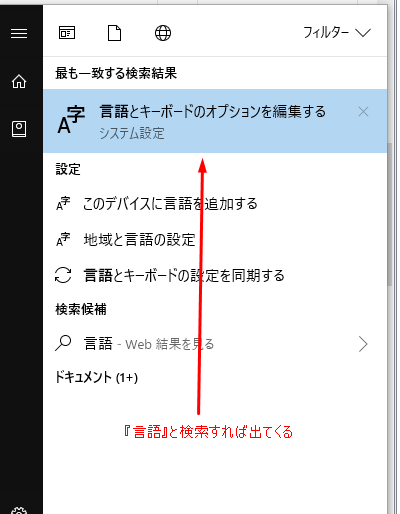 フィルター
最も一致する検索結果
言語とキーボードのオプションを編集する
システム設定
設定
このデバイスに言語を追加する
地域と言語の設定
言語とキーボードの設定を同期する
検索候補
言語 - Web 結果を見る
ドキュメント (1+)
『言語』と検索すれば出てくる